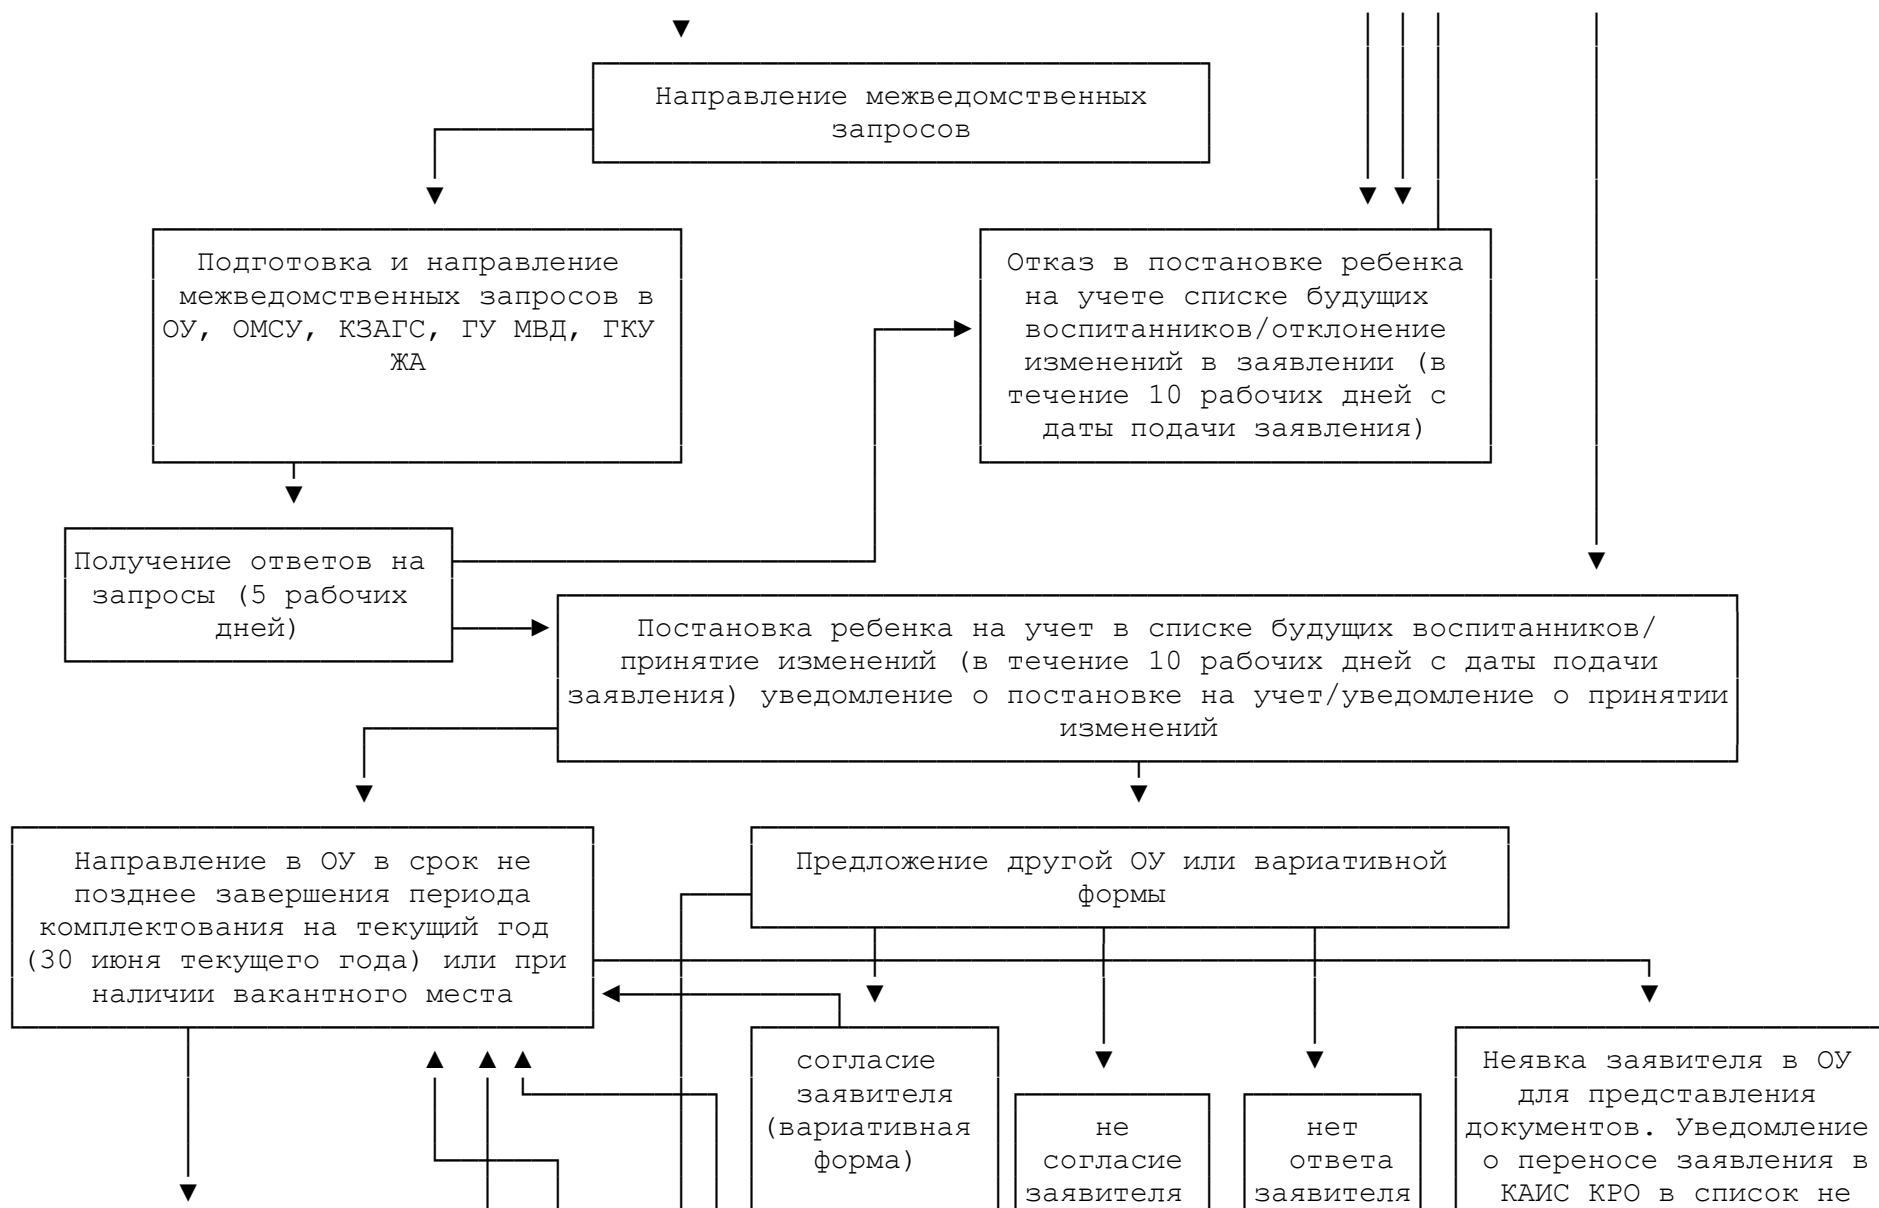 Направление межведомственных
запросов
Подготовка и направление
межведомственных запросов в
ОУ, ОМСУ, КЗАГС, ГУ МВД, ГКУ
ЖА
Отказ в постановке ребенка
на учете списке будущих
воспитанников/отклонение
изменений в заявлении (в
течение 10 рабочих дней с
даты подачи заявления)
Получение ответов на
запросы (5 рабочих
дней)
Постановка ребенка на учет в списке будущих воспитанников/
принятие изменений (в течение 10 рабочих дней с даты подачи
заявления) уведомление о постановке на учет/уведомление о принятии
изменений
Направление в ОУ в срок не
позднее завершения периода
комплектования на текущий год
(30 июня текущего года) или при
наличии вакантного места
Предложение другой ОУ или вариативной
формы
согласие
заявителя
(вариативная
форма)
не
согласие
заявителя
нет
ответа
заявителя
Неявка заявителя в ОУ
для представления
документов. Уведомление
о переносе заявления в
КАИС КРО в список не